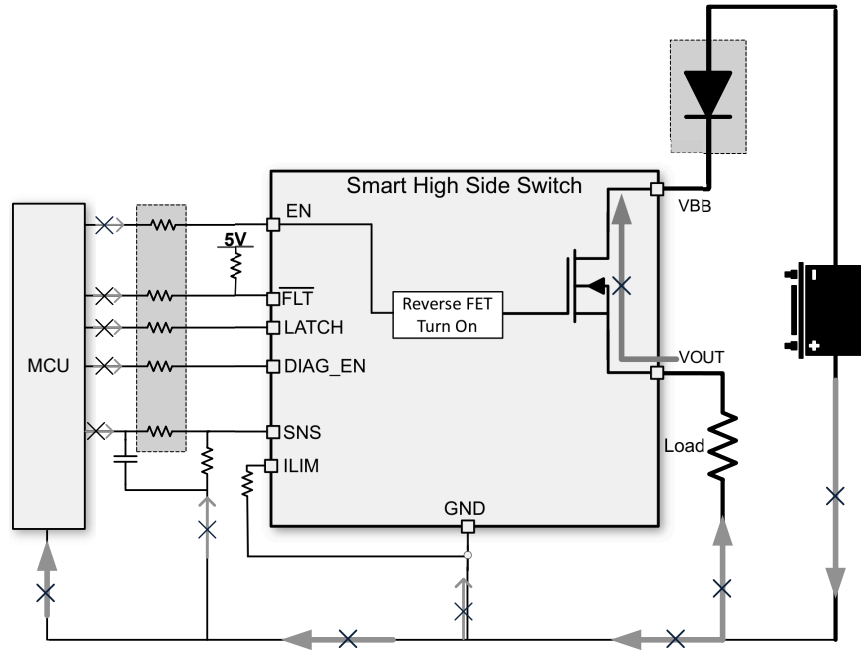 Smart High Side Switch
VBB
EN
5V
FLT
LATCH
DIAG_EN
SNS
ILIM
GND
MCU
Reverse FET
Turn On
VOUT
Load
-
+